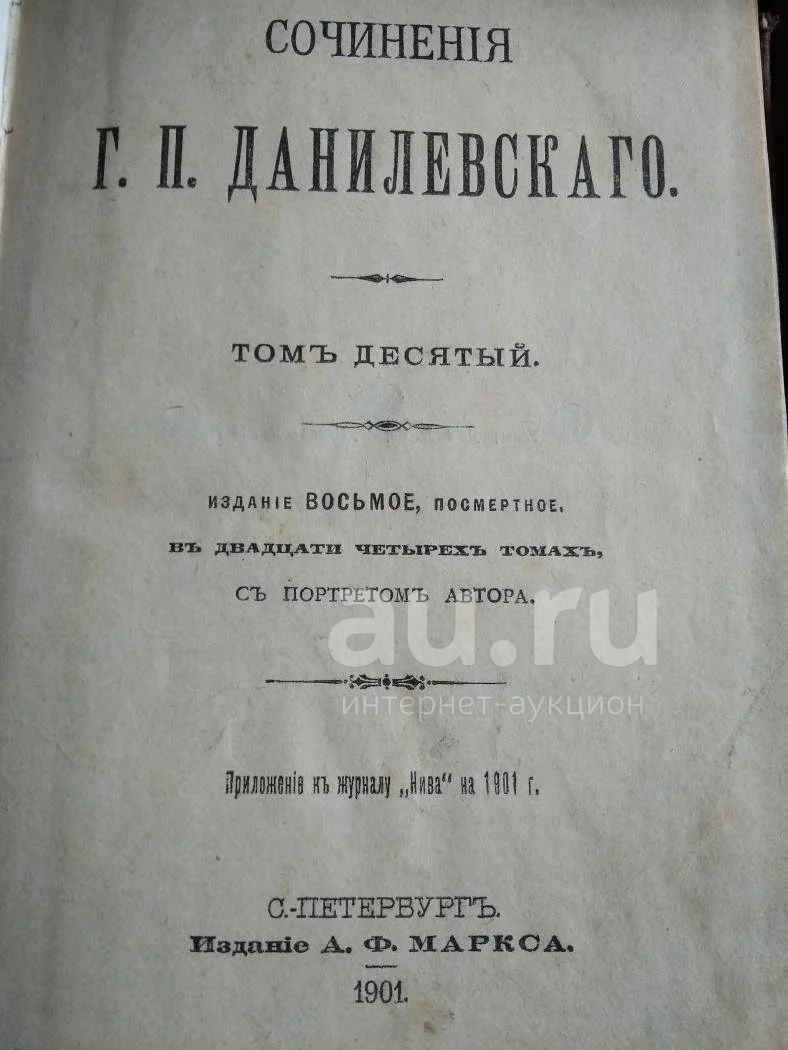 СОЧИНЕНІЯ
Г. П. ДАНИЛЕВСКАГО.
ТОМЪ ДЕСЯТЫЙ.
ИЗДАНІЕ ВОСЬМОЕ, ПОСМЕРТНОЕ,
ВЪ ДВАДЦАТИ ЧЕТЫРЕХЪ ТОМАХЪ,
СЪ ПОРТРЕТОМЪ АВТОРА.
au.ru
интернет-аукцион
Приложеніе къ журналу „Нива“ на 1901 г.
С.-ПЕТЕРБУРГЪ.
Изданіе А. Ф. МАРКСА.
1901.